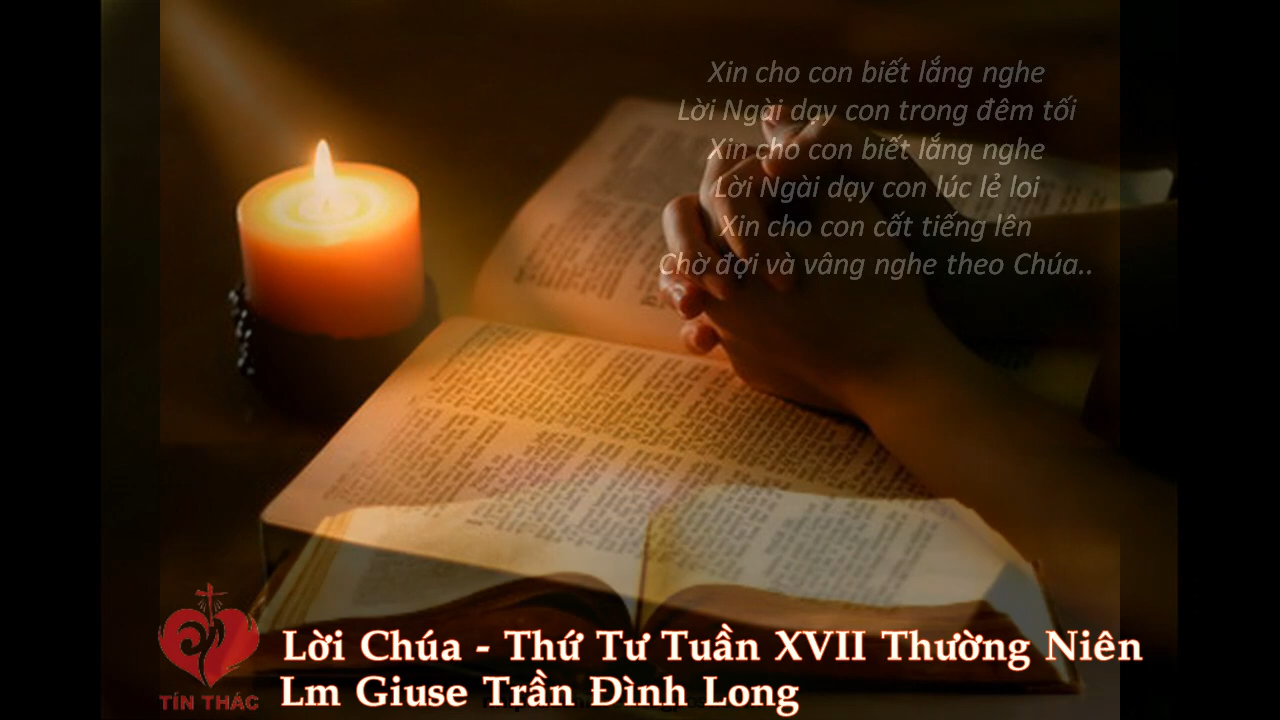 Xin cho con biết lắng nghe
Lời Ngài dạy con trong đêm tối
Xin cho con biết lắng nghe
Lời Ngài dạy con lúc lẻ loi
Xin cho con cất tiếng lên
Chờ đợi và vâng nghe theo Chúa..
Lời Chúa - Thứ Tư Tuần XVII Thường Niên
Lm Giuse Trần Đình Long
TÍN THÁC